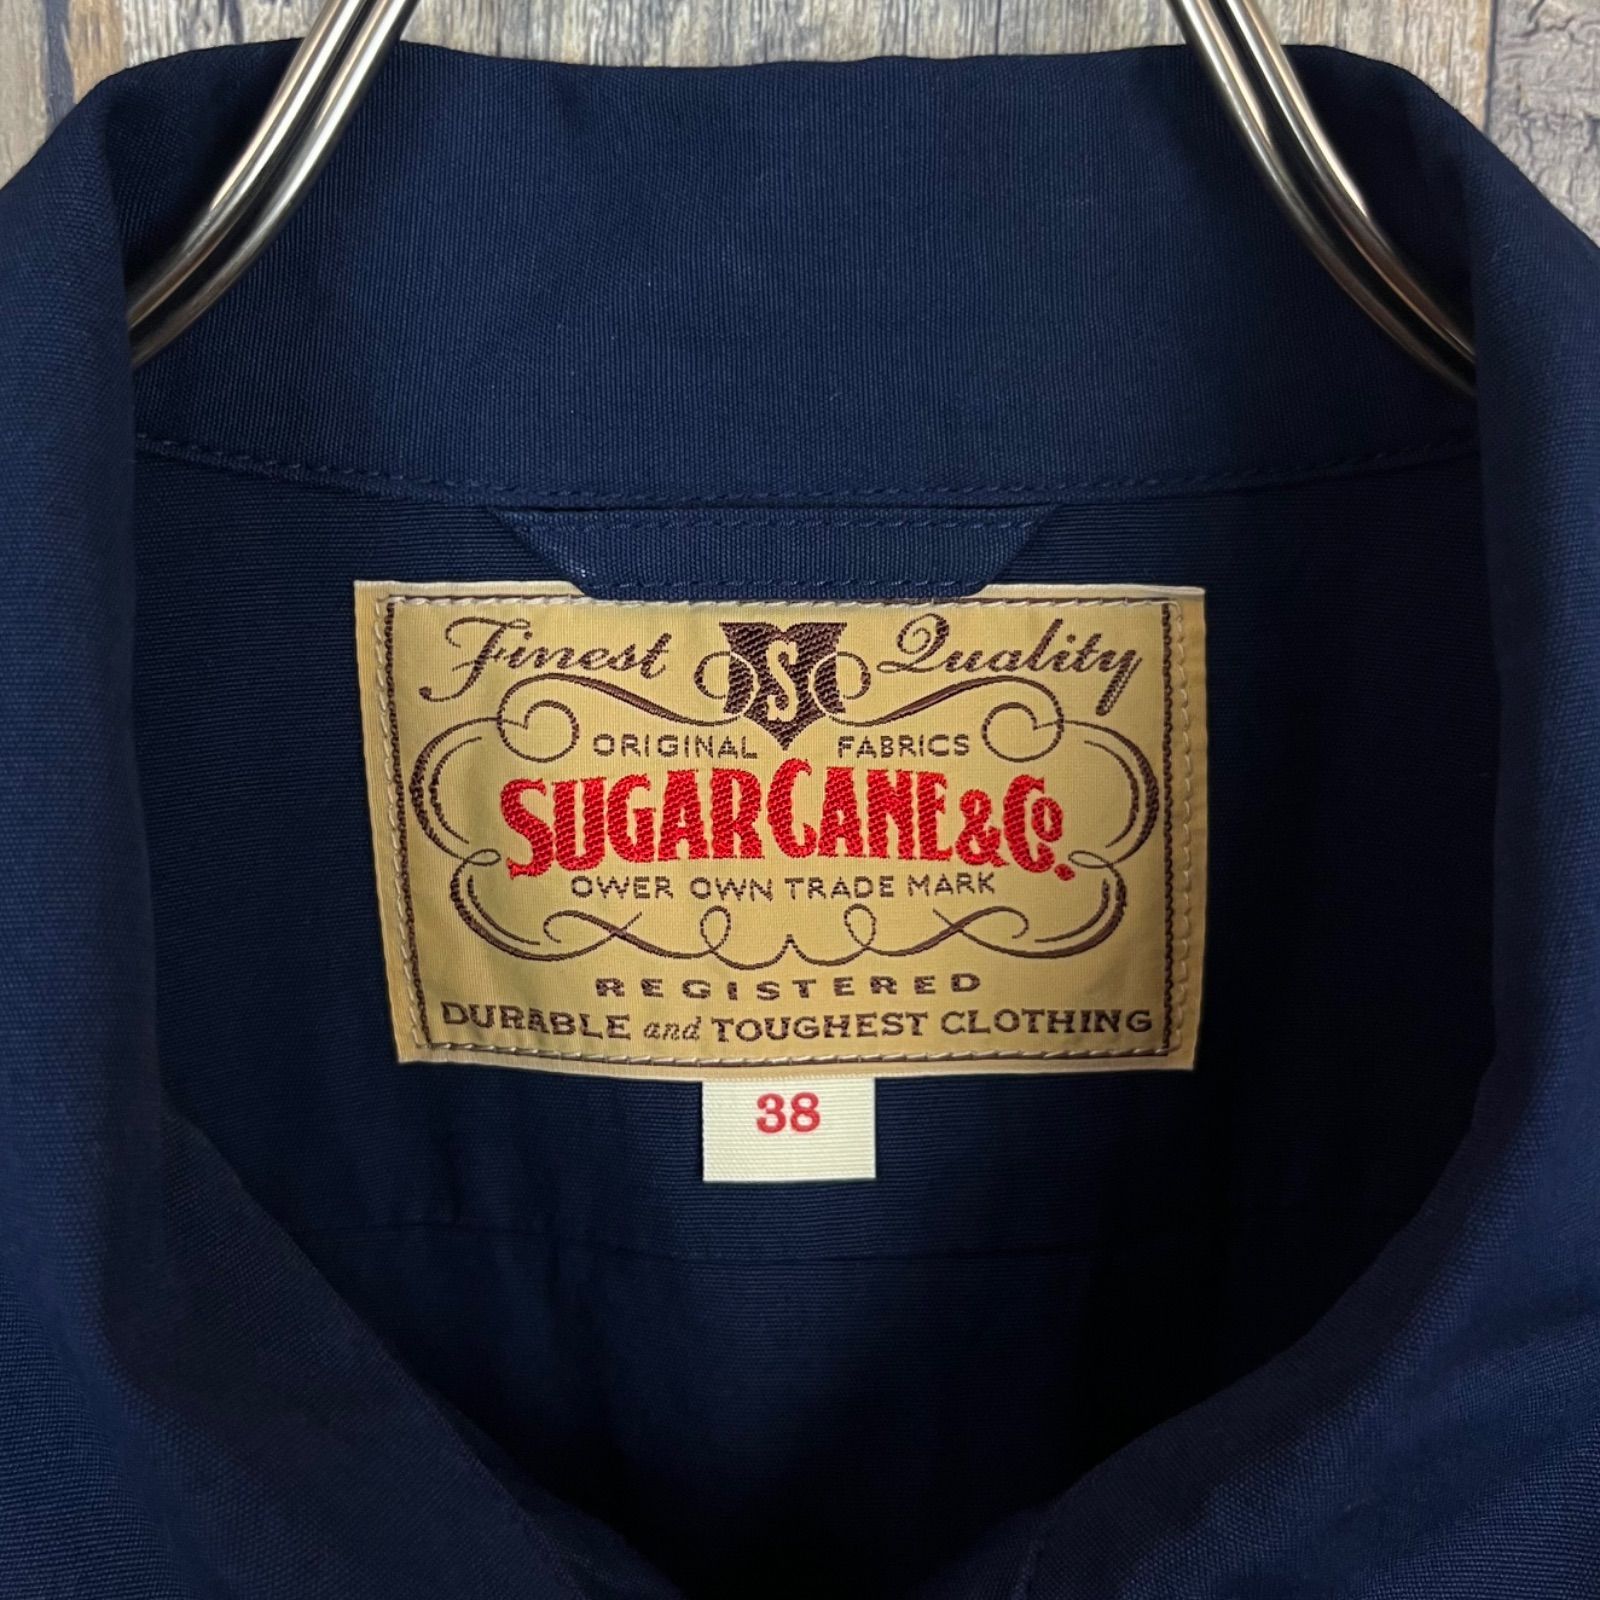 Finest S Quality
ORIGINAL FABRICS
SUGAR CANE & Co.
OWER OWN TRADE MARK
REGISTERED
DURABLE and TOUGHEST CLOTHING
38